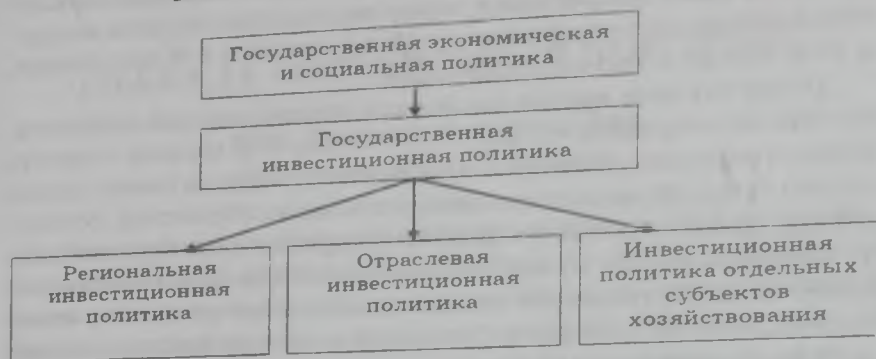 Государственная экономическая
и социальная политика
Государственная
инвестиционная политика
Региональная
инвестиционная
политика
Отраслевая
инвестиционная
политика
Инвестиционная
политика отдельных
субъектов
хозяйствования